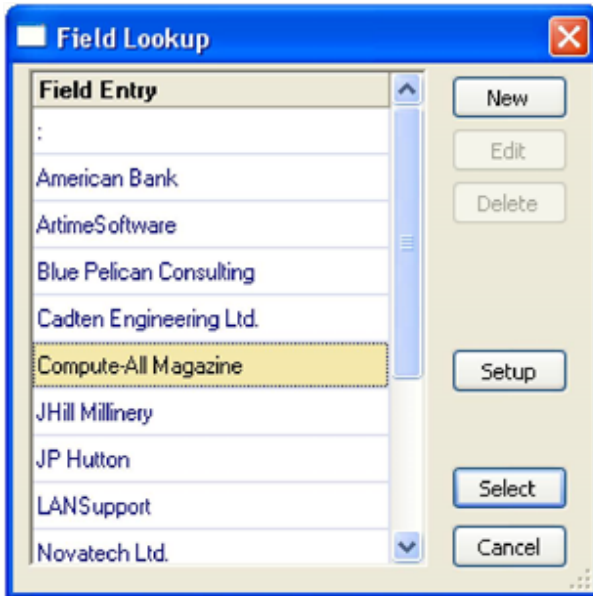 Field Lookup
Field Entry
:
American Bank
ArtimeSoftware
Blue Pelican Consulting
Cadten Engineering Ltd.
Compute-All Magazine
JHill Millinery
JP Hutton
LANSupport
Novatech Ltd.
New
Edit
Delete
Setup
Select
Cancel